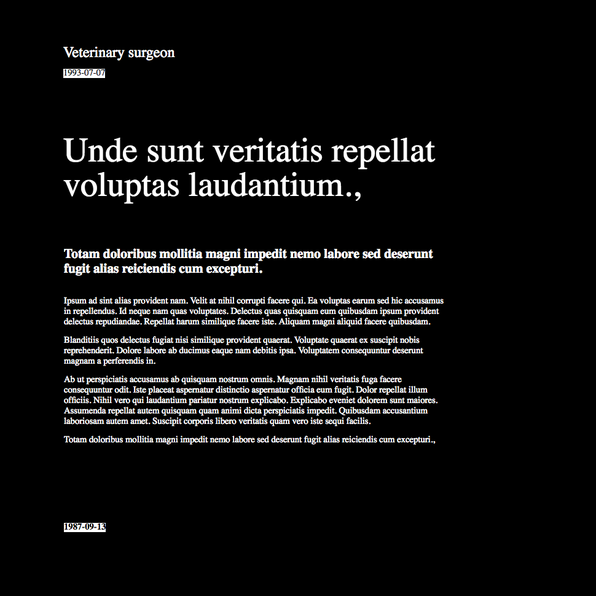 Veterinary surgeon
1993-07-07
Unde sunt veritatis repellat
voluptas laudantium.,
Totam doloribus mollitia magni impedit nemo labore sed deserunt
fugit alias reiciendis cum excepturi.
Ipsum ad sint alias provident nam. Velit at nihil corrupti facere qui. Ea voluptas earum sed hic accusamus
in repellendus. Id neque nam quas voluptates. Delectus quas quisquam eum quibusdam ipsum provident
delectus repudiandae. Repellat harum similique facere iste. Aliquam magni aliquid facere quibusdam.
Blanditiis quos delectus fugiat nisi similique provident quaerat. Voluptate quaerat ex suscipit nobis
reprehenderit. Dolore labore ab ducimus eaque nam debitis ipsa. Voluptatem consequuntur deserunt
magnam a perferendis in.
Ab ut perspiciatis accusamus ab quisquam nostrum omnis. Magnam nihil veritatis fuga facere
consequuntur odit. Iste placeat aspernatur distinctio aspernatur officia eum fugit. Dolor repellat illum
officiis. Nihil vero qui laudantium pariatur nostrum explicabo. Explicabo eveniet dolorem sunt maiores.
Assumenda repellat autem quisquam quam animi dicta perspiciatis impedit. Quibusdam accusantium
laboriosam autem amet. Suscipit corporis libero veritatis quam vero iste sequi facilis.
Totam doloribus mollitia magni impedit nemo labore sed deserunt fugit alias reiciendis cum excepturi.,
1987-09-13